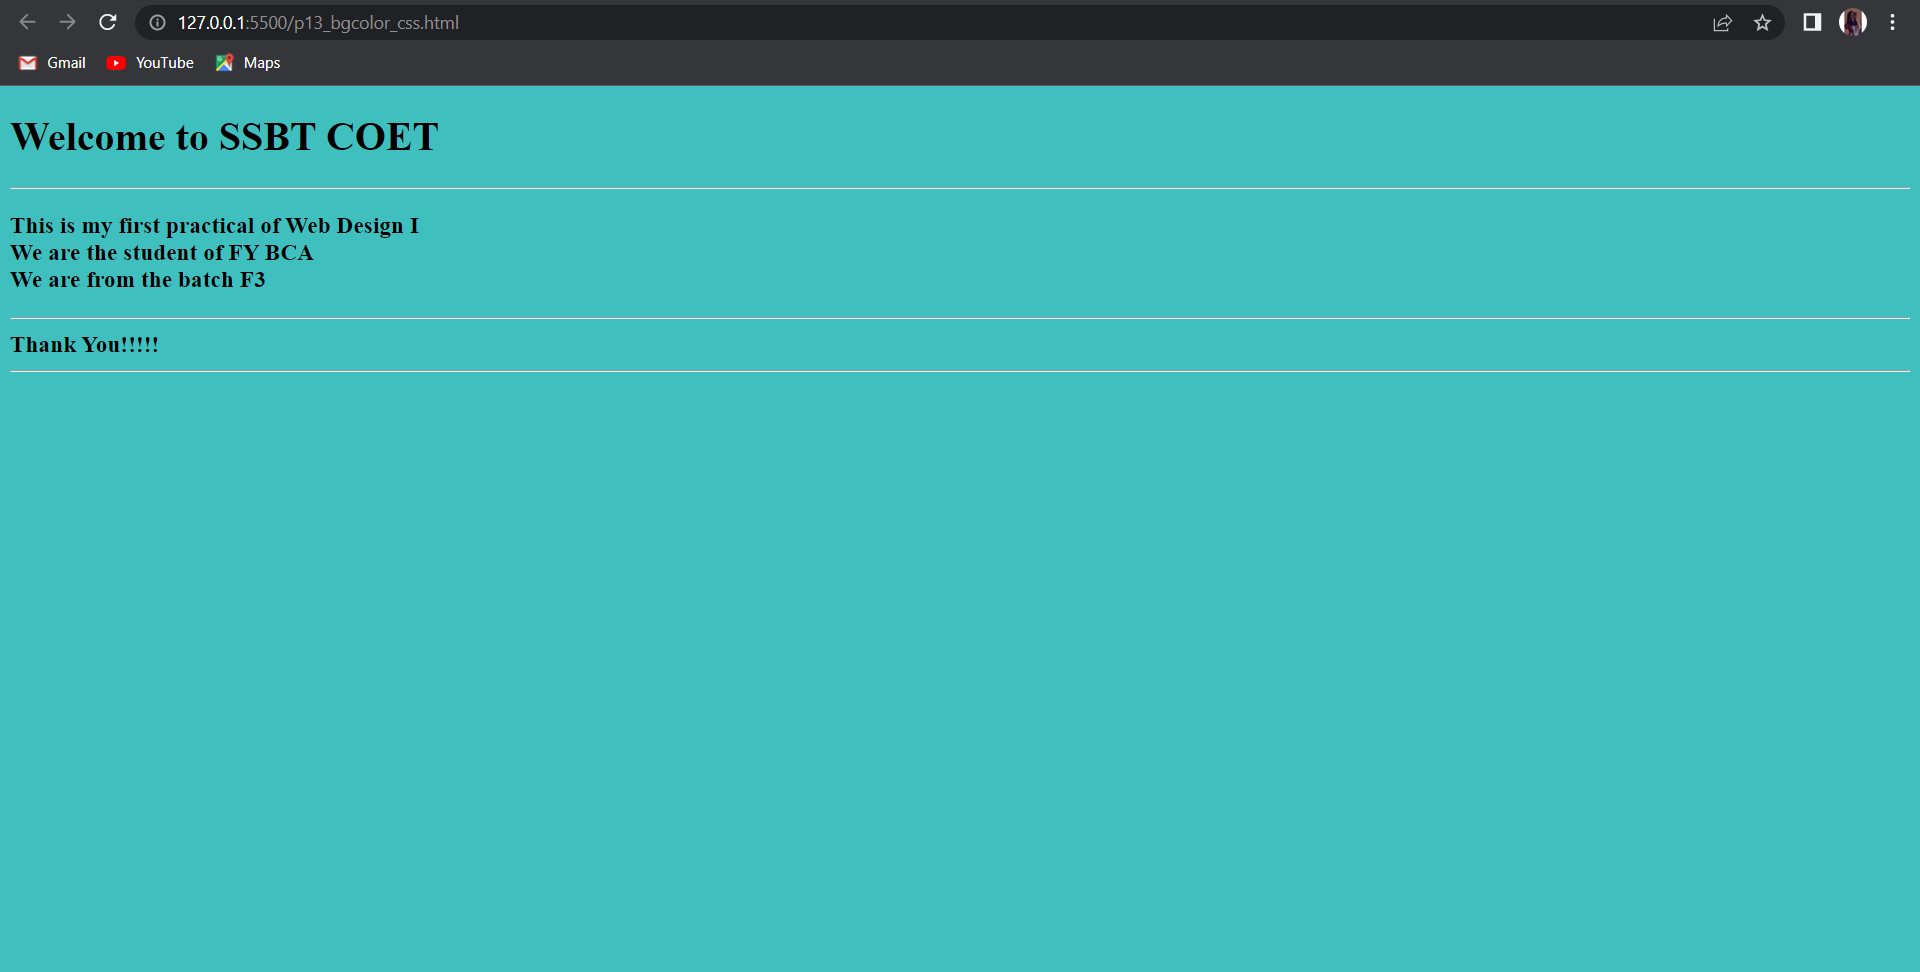 127.0.0.1:5500/p13_bgcolor_css.html
Gmail YouTube Maps
Welcome to SSBT COET
This is my first practical of Web Design I
We are the student of FY BCA
We are from the batch F3
Thank You!!!!!